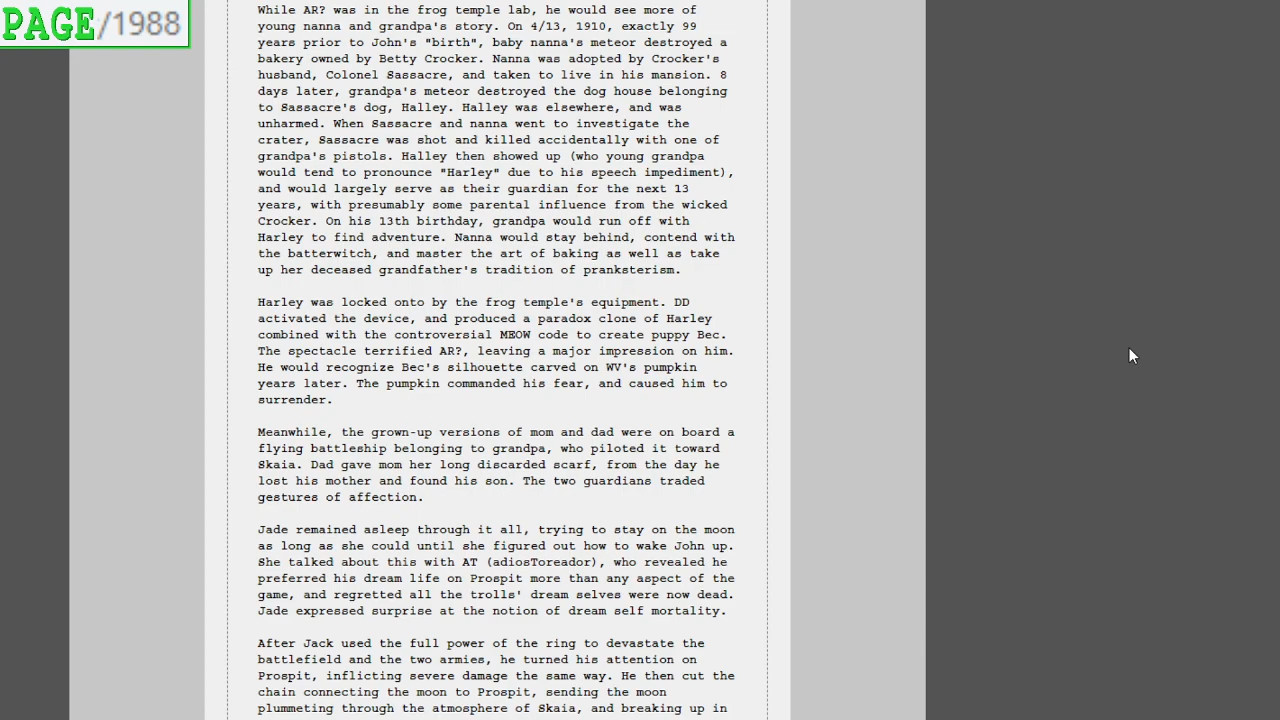 PAGE/1988
While AR? was in the frog temple lab, he would see more of
young nanna and grandpa's story. On 4/13, 1910, exactly 99
years prior to John's "birth", baby nanna's meteor destroyed a
bakery owned by Betty Crocker. Nanna was adopted by Crocker's
husband, Colonel Sassacre, and taken to live in his mansion. 8
days later, grandpa's meteor destroyed the dog house belonging
to Sassacre's dog, Halley. Halley was elsewhere, and was
unharmed. When Sassacre and nanna went to investigate the
crater, Sassacre was shot and killed accidentally with one of
grandpa's pistols. Halley then showed up (who young grandpa
would tend to pronounce "Harley" due to his speech impediment),
and would largely serve as their guardian for the next 13
years, with presumably some parental influence from the wicked
Crocker. On his 13th birthday, grandpa would run off with
Harley to find adventure. Nanna would stay behind, contend with
the batterwitch, and master the art of baking as well as take
up her deceased grandfather's tradition of pranksterism.
Harley was locked onto by the frog temple's equipment. DD
activated the device, and produced a paradox clone of Harley
combined with the controversial MEOW code to create puppy Bec.
The spectacle terrified AR?, leaving a major impression on him.
He would recognize Bec's silhouette carved on WV's pumpkin
years later. The pumpkin commanded his fear, and caused him to
surrender.
Meanwhile, the grown-up versions of mom and dad were on board a
flying battleship belonging to grandpa, who piloted it toward
Skaia. Dad gave mom her long discarded scarf, from the day he
lost his mother and found his son. The two guardians traded
gestures of affection.
Jade remained asleep through it all, trying to stay on the moon
as long as she could until she figured out how to wake John up.
She talked about this with AT (adiosToreador), who revealed he
preferred his dream life on Prospit more than any aspect of the
game, and regretted all the trolls' dream selves were now dead.
Jade expressed surprise at the notion of dream self mortality.
After Jack used the full power of the ring to devastate the
battlefield and the two armies, he turned his attention on
Prospit, inflicting severe damage the same way. He then cut the
chain connecting the moon to Prospit, sending the moon
plummeting through the atmosphere of Skaia, and breaking up in